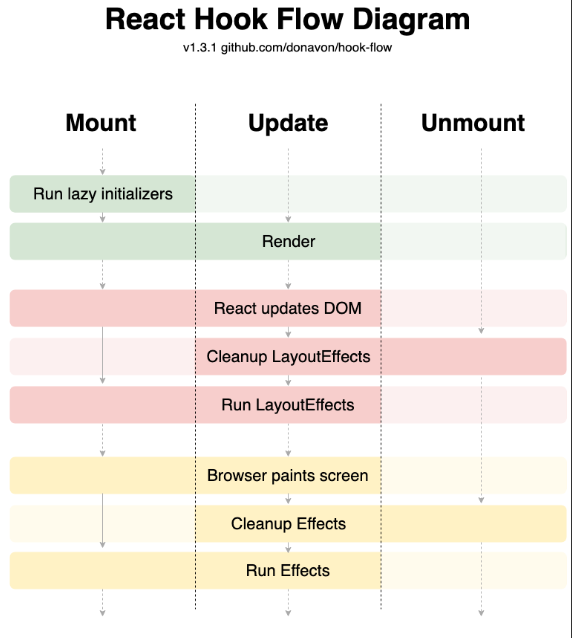 React Hook Flow Diagram
v1.3.1 github.com/donavon/hook-flow
Mount
Update
Unmount
Run lazy initializers
Render
React updates DOM
Cleanup LayoutEffects
Run LayoutEffects
Browser paints screen
Cleanup Effects
Run Effects